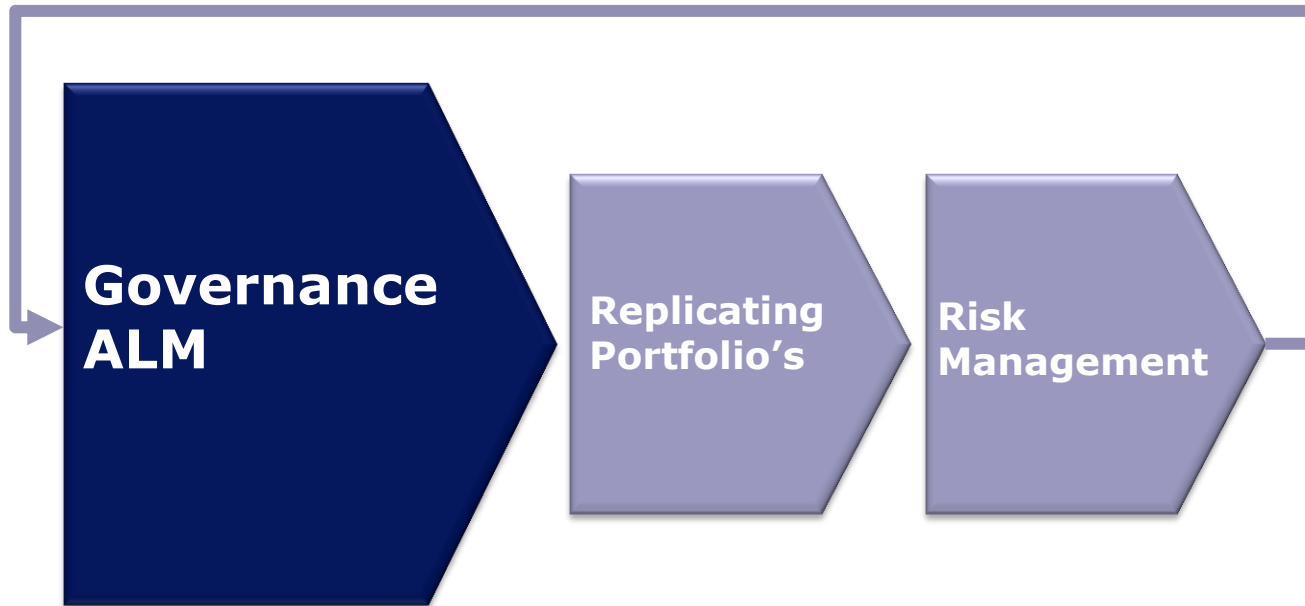 Governance
ALM
Replicating
Portfolio’s
Risk
Management